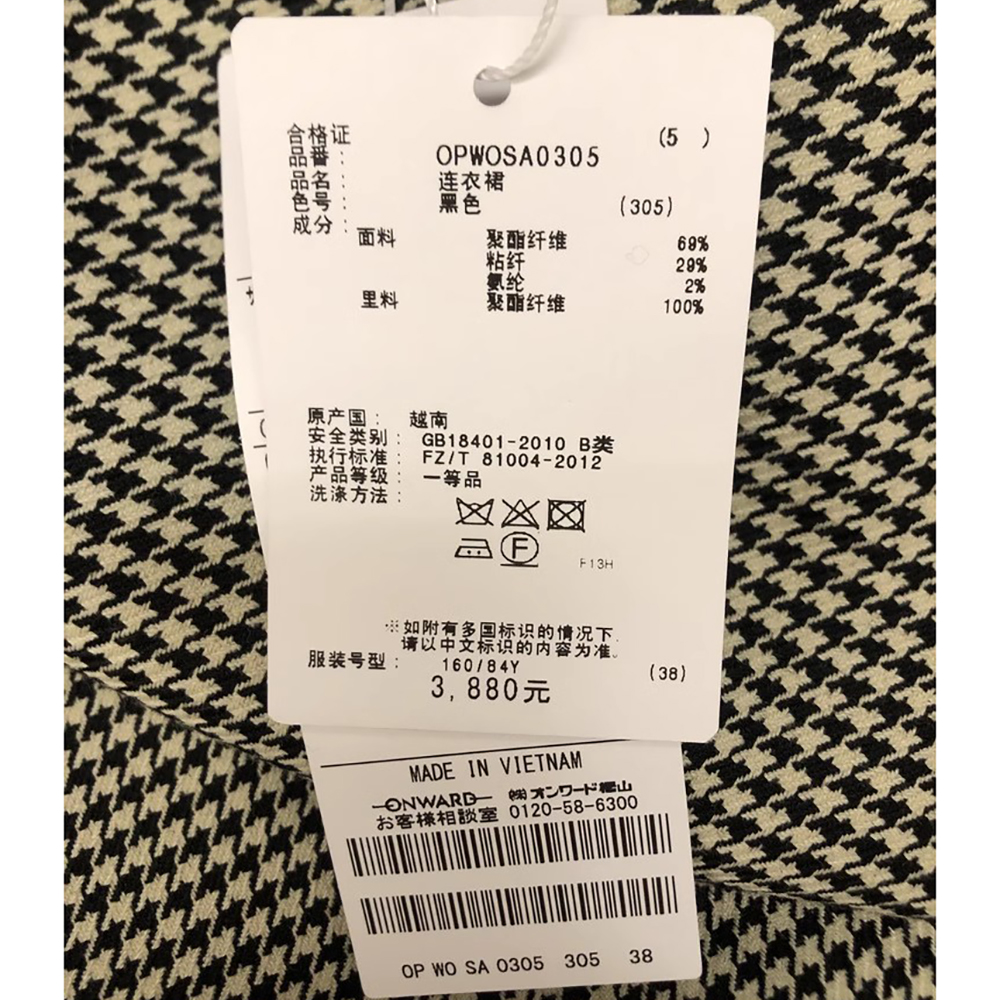 合格证 (5 )
品番： OPWOSA0305
品名： 连衣裙
色号： 黑色 (305)
成分：
面料 聚酯纤维 69%
粘纤 29%
氨纶 2%
里料 聚酯纤维 100%
原产国： 越南
安全类别： GB18401-2010 B类
执行标准： FZ/T 81004-2012
产品等级： 一等品
洗涤方法：
F
F13H
※如附有多国标识的情况下,
请以中文标识的内容为准。
服装号型： 160/84Y (38)
3,880元
MADE IN VIETNAM
ONWARD ㈱オンワード樫山
お客様相談室 0120-58-6300
OP WO SA 0305 305 38